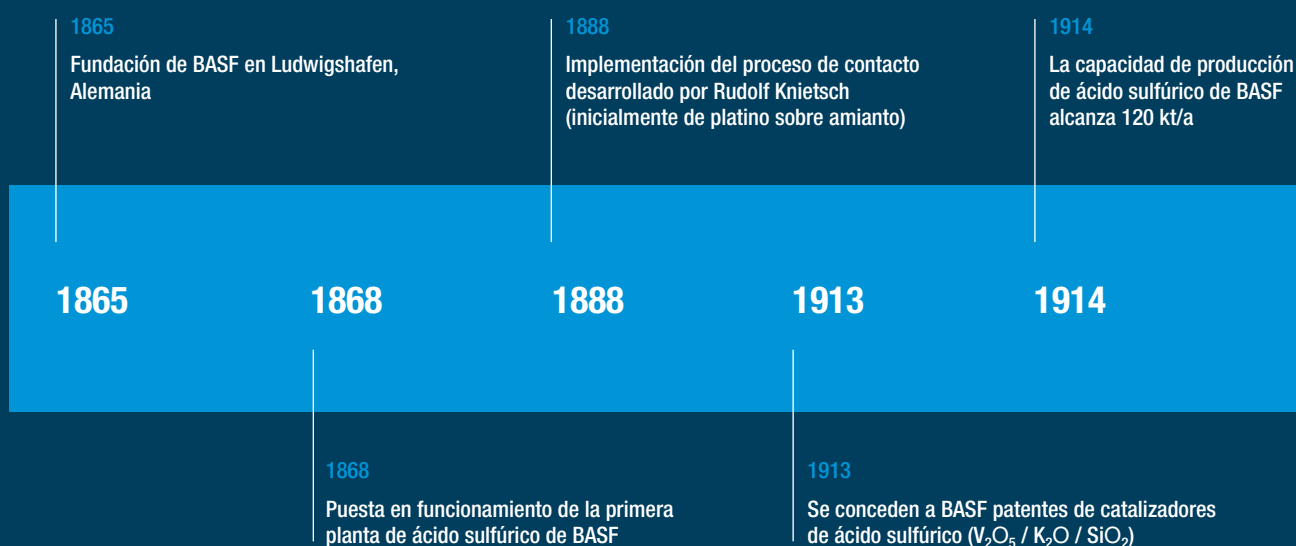 1865
Fundación de BASF en Ludwigshafen,
Alemania
1888
Implementación del proceso de contacto
desarrollado por Rudolf Knietsch
(inicialmente de platino sobre amianto)
1914
La capacidad de producción
de ácido sulfúrico de BASF
alcanza 120 kt/a
1865 1868 1888 1913 1914
1868
Puesta en funcionamiento de la primera
planta de ácido sulfúrico de BASF
1913
Se conceden a BASF patentes de catalizadores
de ácido sulfúrico (V₂O₅ / K₂O / SiO₂)